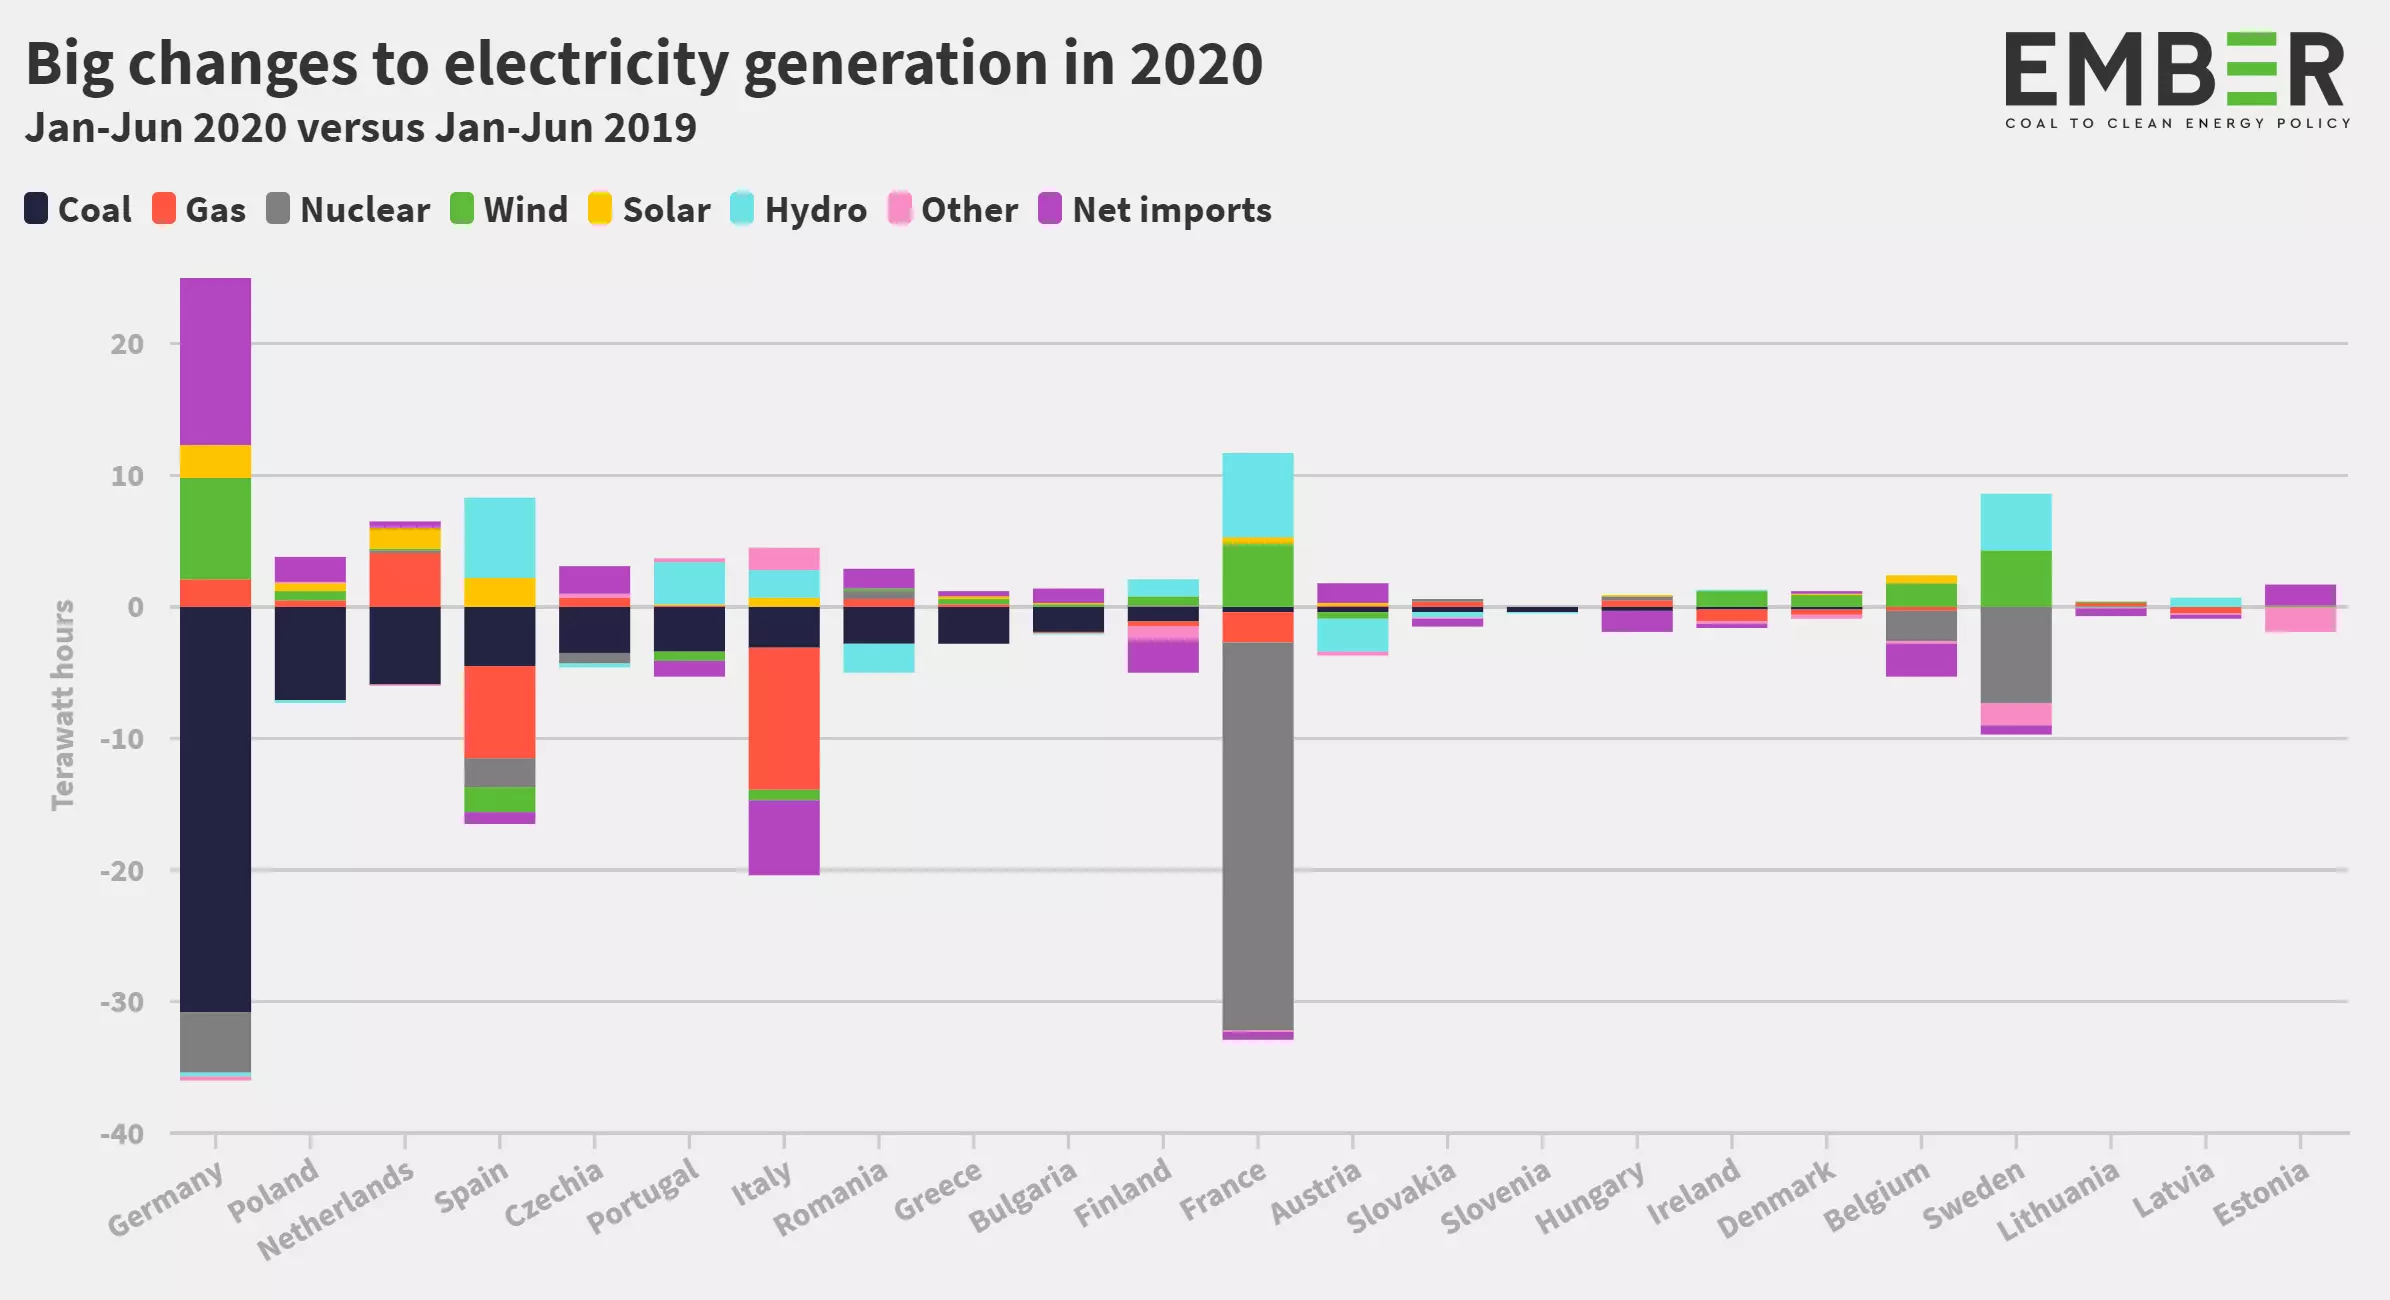 Big changes to electricity generation in 2020
Jan-Jun 2020 versus Jan-Jun 2019
EMBER
COAL TO CLEAN ENERGY POLICY
Coal Gas Nuclear Wind Solar Hydro Other Net imports
20
10
0
-10
-20
-30
-40
Terawatt hours
Germany
Poland
Netherlands
Spain
Czechia
Portugal
Italy
Romania
Greece
Bulgaria
Finland
France
Austria
Slovakia
Slovenia
Hungary
Ireland
Denmark
Belgium
Sweden
Lithuania
Latvia
Estonia